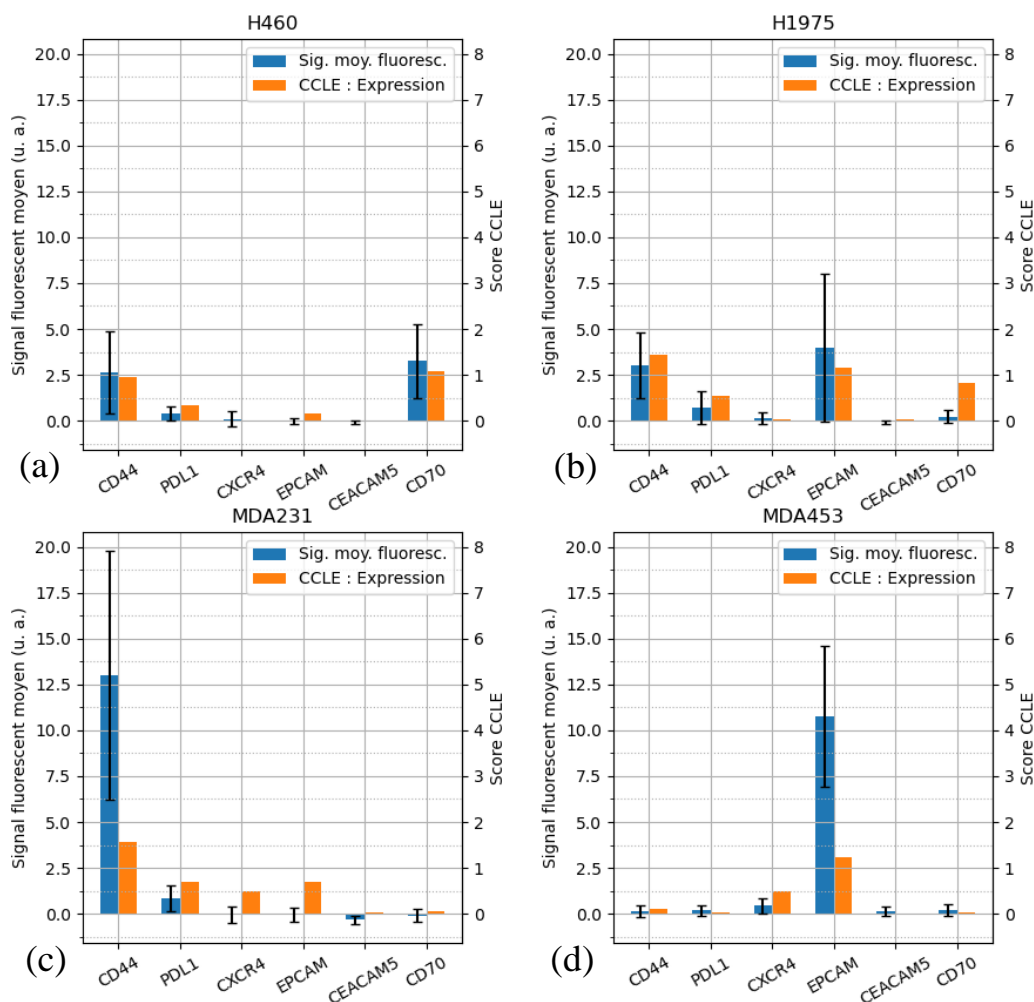 H460
Signal fluorescent moyen (u. a.)
20.0
17.5
15.0
12.5
10.0
7.5
5.0
2.5
0.0
Sig. moy. fluoresc.
CCLE : Expression
8
7
6
5
4
3
2
1
0
Score CCLE
(a)
CD44
PDL1
CXCR4
EPCAM
CEACAM5
CD70
H1975
Signal fluorescent moyen (u. a.)
20.0
17.5
15.0
12.5
10.0
7.5
5.0
2.5
0.0
Sig. moy. fluoresc.
CCLE : Expression
8
7
6
5
4
3
2
1
0
Score CCLE
(b)
CD44
PDL1
CXCR4
EPCAM
CEACAM5
CD70
MDA231
Signal fluorescent moyen (u. a.)
20.0
17.5
15.0
12.5
10.0
7.5
5.0
2.5
0.0
Sig. moy. fluoresc.
CCLE : Expression
8
7
6
5
4
3
2
1
0
Score CCLE
(c)
CD44
PDL1
CXCR4
EPCAM
CEACAM5
CD70
MDA453
Signal fluorescent moyen (u. a.)
20.0
17.5
15.0
12.5
10.0
7.5
5.0
2.5
0.0
Sig. moy. fluoresc.
CCLE : Expression
8
7
6
5
4
3
2
1
0
Score CCLE
(d)
CD44
PDL1
CXCR4
EPCAM
CEACAM5
CD70